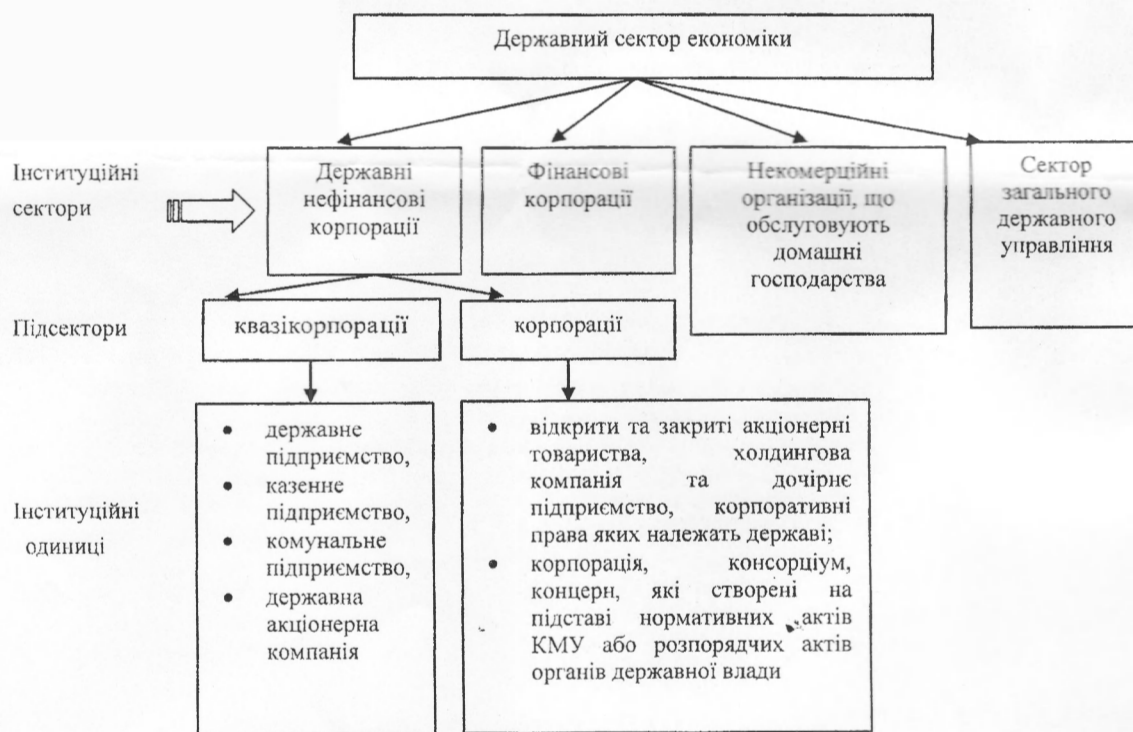 Державний сектор економіки
Інституційні
сектори
Державні
нефінансові
корпорації
Фінансові
корпорації
Некомерційні
організації, що
обслуговують
домашні
господарства
Сектор
загального
державного
управління
Підсектори
квазікорпорації
корпорації
Інституційні
одиниці
• державне
підприємство,
• казенне
підприємство,
• комунальне
підприємство,
• державна
акціонерна
компанія
• відкрити та закриті акціонерні
товариства, холдингова
компанія та дочірнє
підприємство, корпоративні
права яких належать державі;
• корпорація, консорціум,
концерн, які створені на
підставі нормативних актів
КМУ або розпорядчих актів
органів державної влади